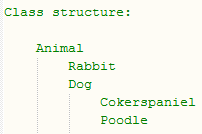 Class structure:
Animal
Rabbit
Dog
Cokerspaniel
Poodle